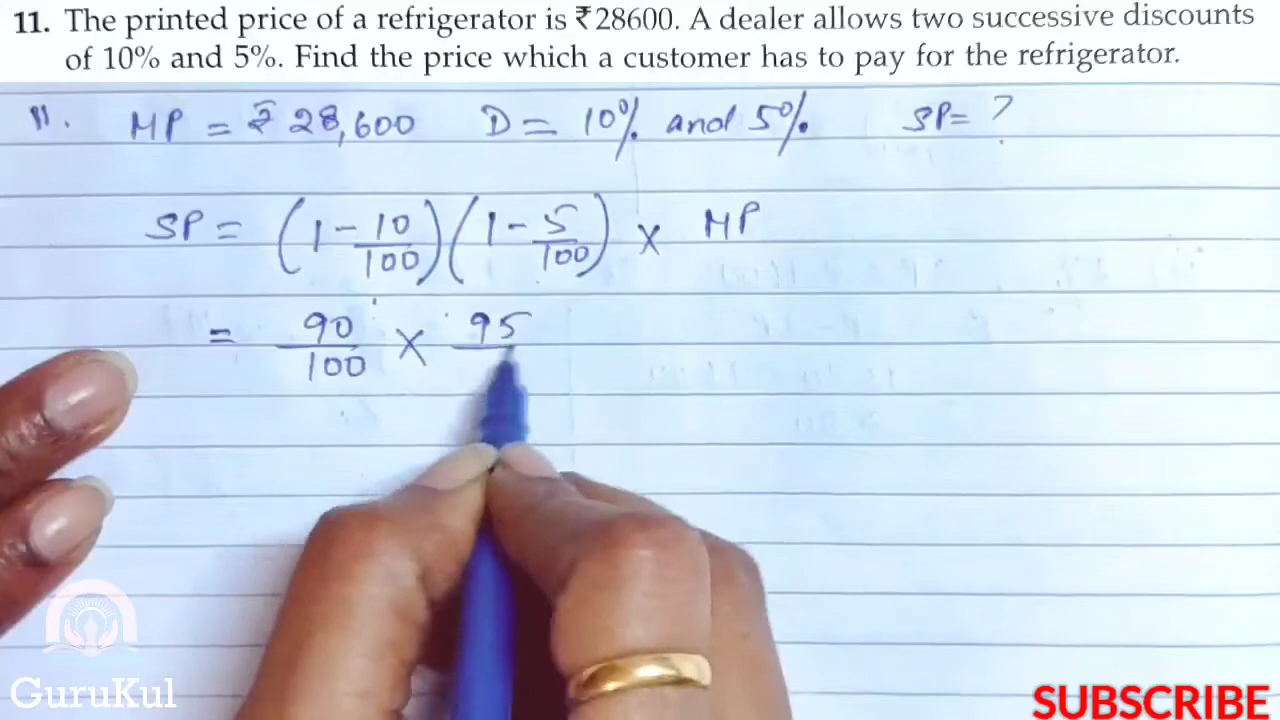 11. The printed price of a refrigerator is ₹28600. A dealer allows two successive discounts
of 10% and 5%. Find the price which a customer has to pay for the refrigerator.
11. MP = ₹ 28,600 D = 10% and 5% SP = ?
SP = (1 - 10/100) (1 - 5/100) × MP
= 90/100 × 95
GuruKul
SUBSCRIBE